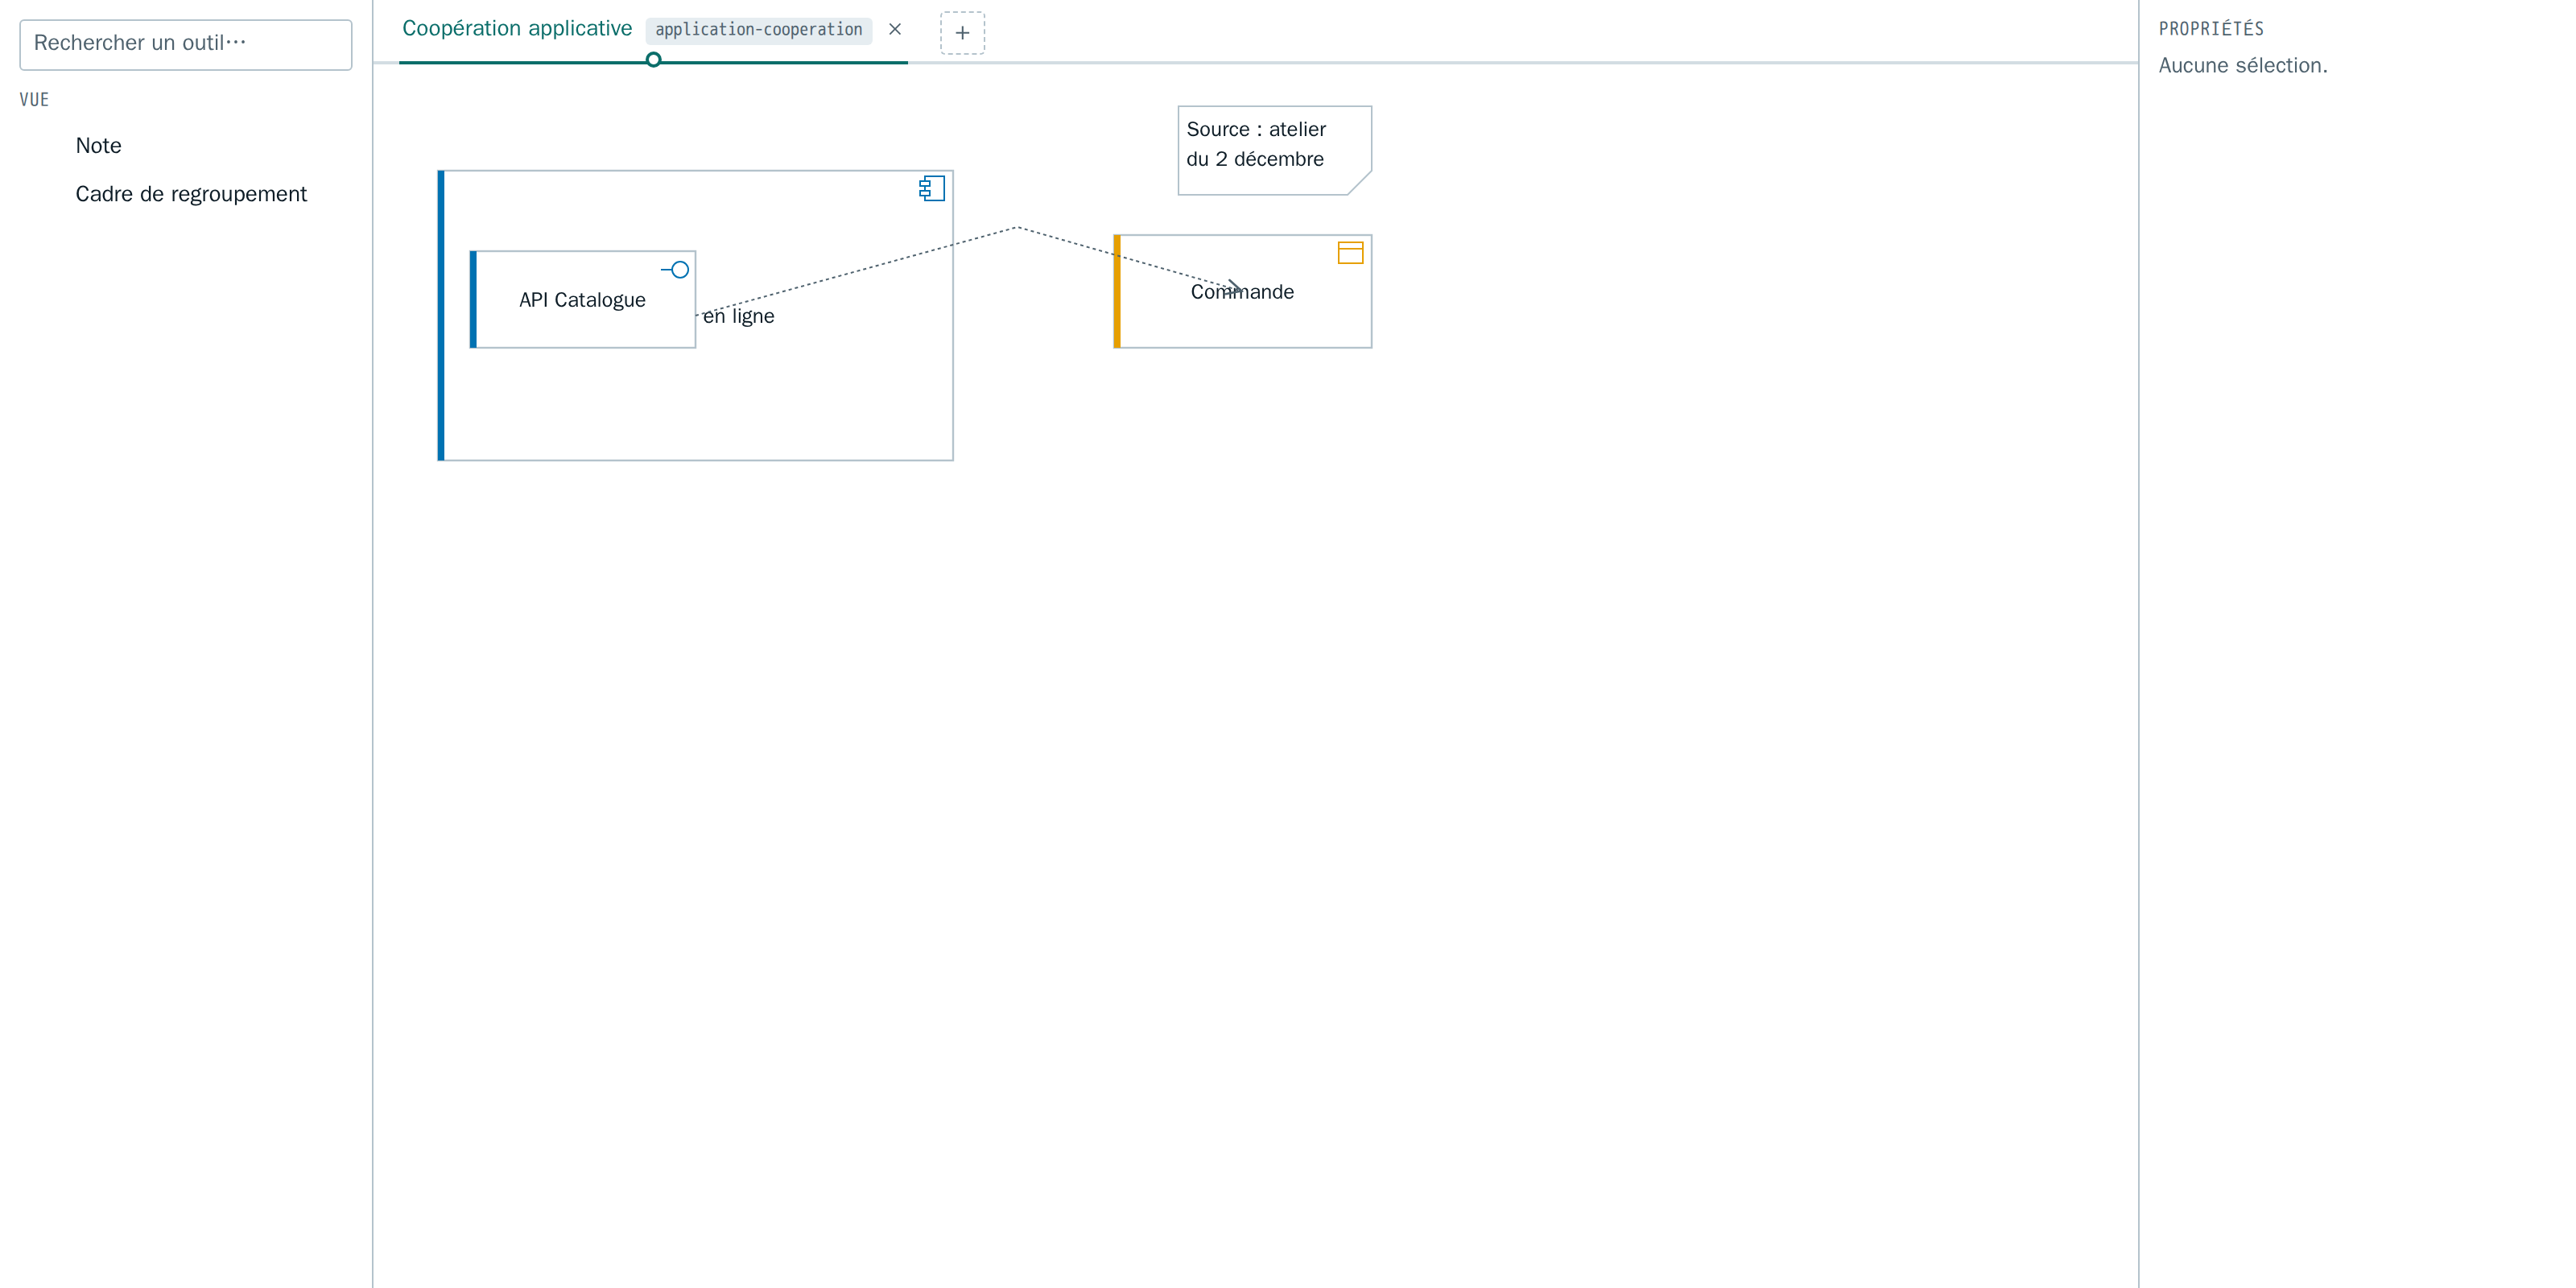 Rechercher un outil…
VUE
Note
Cadre de regroupement
Coopération applicative application-cooperation × +
Source : atelier
du 2 décembre
API Catalogue
en ligne
Commande
PROPRIÉTÉS
Aucune sélection.